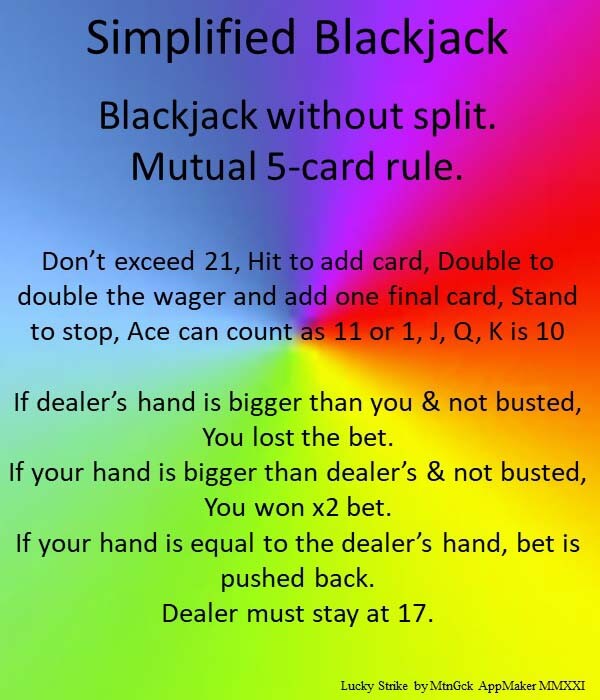 Simplified Blackjack
Blackjack without split.
Mutual 5-card rule.
Don’t exceed 21, Hit to add card, Double to
double the wager and add one final card, Stand
to stop, Ace can count as 11 or 1, J, Q, K is 10
If dealer’s hand is bigger than you & not busted,
You lost the bet.
If your hand is bigger than dealer’s & not busted,
You won x2 bet.
If your hand is equal to the dealer’s hand, bet is
pushed back.
Dealer must stay at 17.
Lucky Strike by MtnGck AppMaker MMXXI